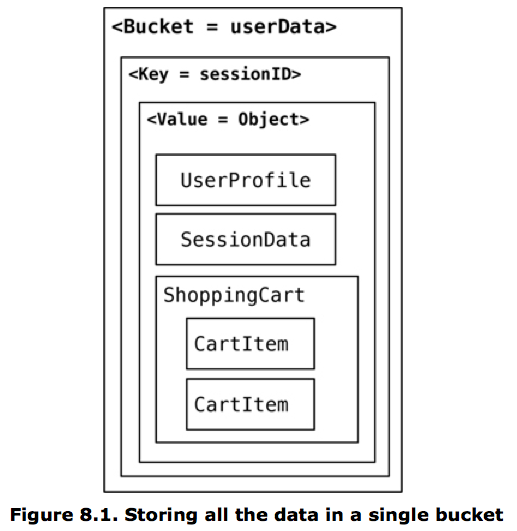 <Bucket = userData>
<Key = sessionID>
<Value = Object>
UserProfile
SessionData
ShoppingCart
CartItem
CartItem
Figure 8.1. Storing all the data in a single bucket